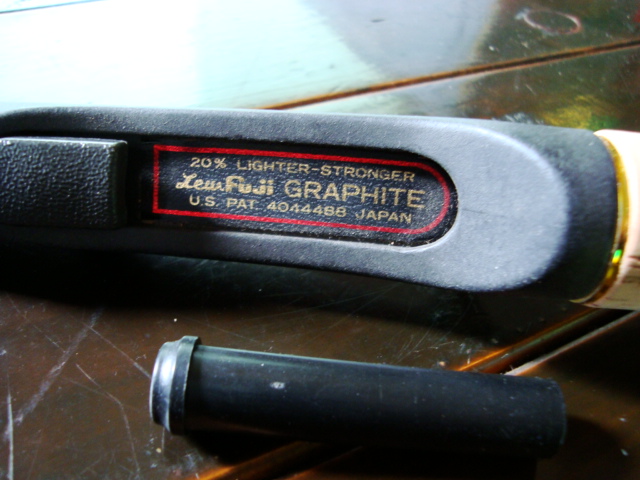 20% LIGHTER-STRONGER
Lew FUJI GRAPHITE
U.S. PAT. 4044488 JAPAN